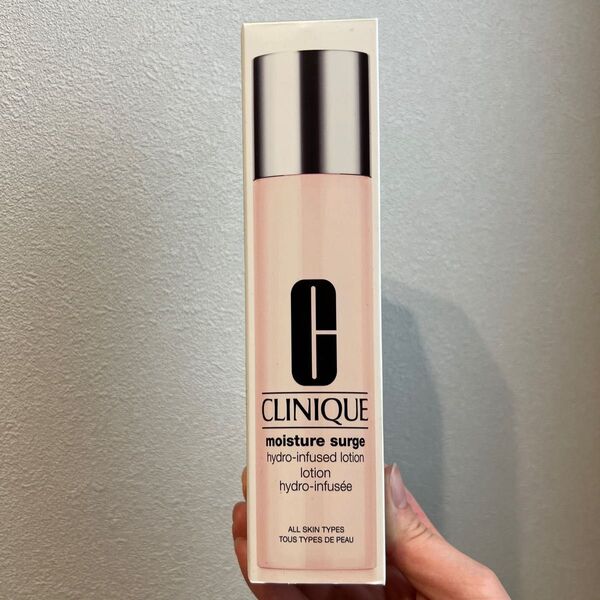 C
CLINIQUE
moisture surge
hydro-infused lotion
lotion
hydro-infusée
ALL SKIN TYPES
TOUS TYPES DE PEAU